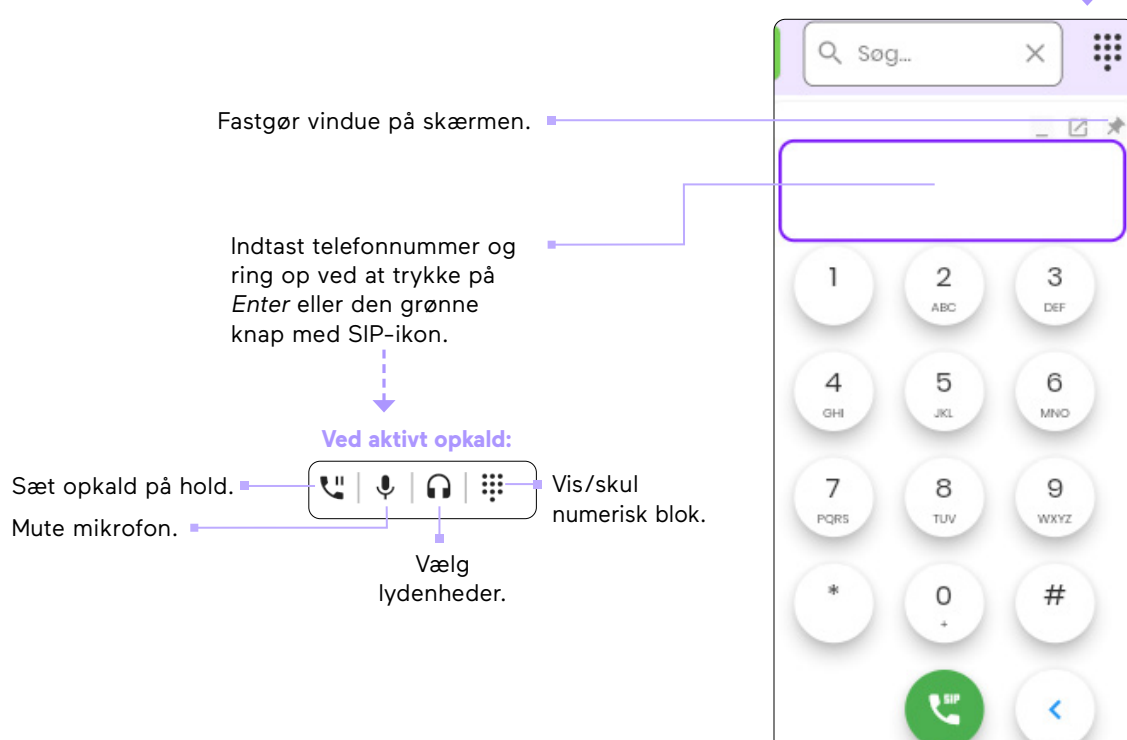 Søg...
Fastgør vindue på skærmen.
Indtast telefonnummer og
ring op ved at trykke på
Enter eller den grønne
knap med SIP-ikon.
Ved aktivt opkald:
Sæt opkald på hold.
Mute mikrofon.
Vælg
lydenheder.
Vis/skul
numerisk blok.
1 2 3
ABC DEF
4 5 6
GHI JKL MNO
7 8 9
PQRS TUV WXYZ
* 0 #
+
SIP